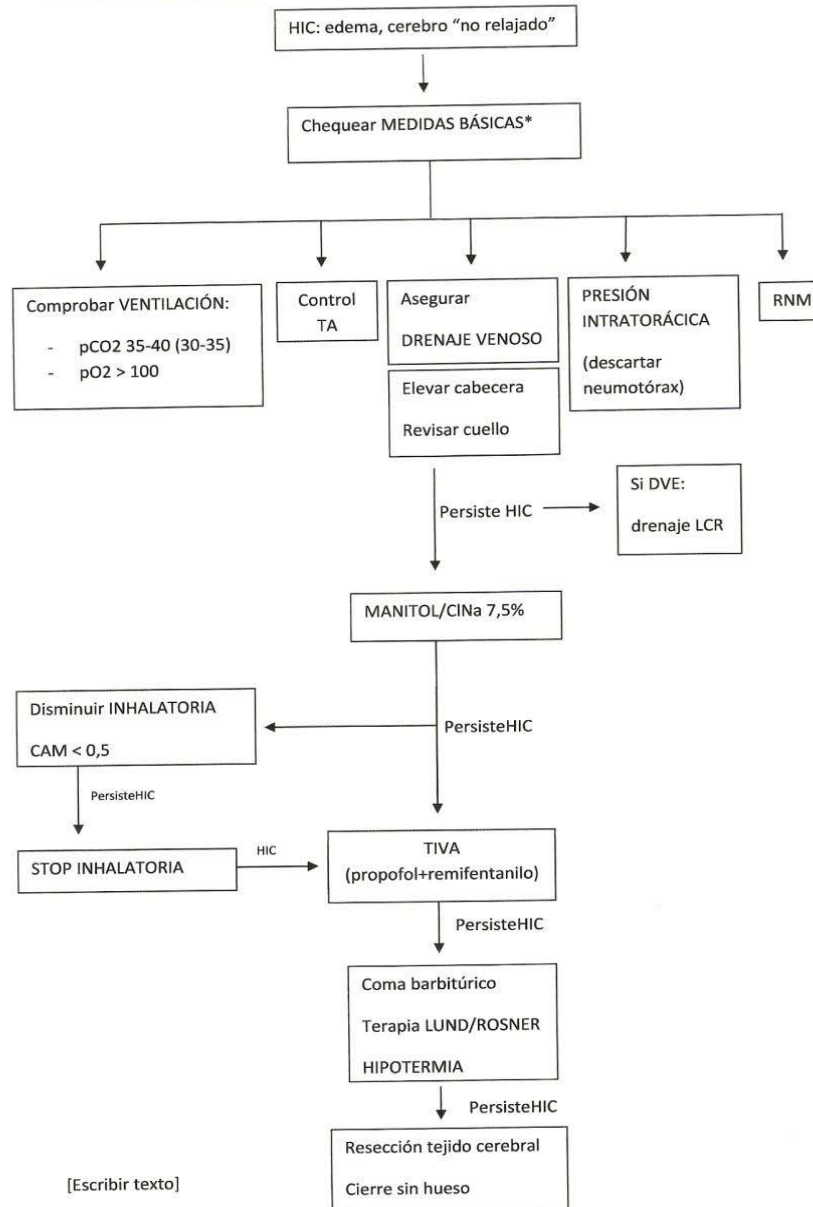 HIC: edema, cerebro “no relajado”
Chequear MEDIDAS BÁSICAS*
Comprobar VENTILACIÓN:
- pCO2 35-40 (30-35)
- pO2 > 100
Control
TA
Asegurar
DRENAJE VENOSO
Elevar cabecera
Revisar cuello
PRESIÓN
INTRATORÁCICA
(descartar
neumotórax)
RNM
Persiste HIC
Si DVE:
drenaje LCR
MANITOL/ClNa 7,5%
Disminuir INHALATORIA
CAM < 0,5
PersisteHIC
PersisteHIC
STOP INHALATORIA
HIC
TIVA
(propofol+remifentanilo)
PersisteHIC
Coma barbitúrico
Terapia LUND/ROSNER
HIPOTERMIA
PersisteHIC
Resección tejido cerebral
Cierre sin hueso
[Escribir texto]